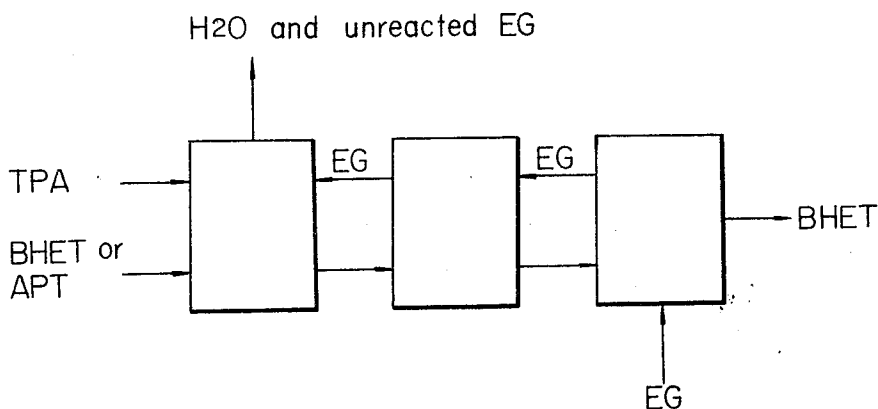 H2O and unreacted EG
EG
EG
TPA
BHET
BHET or
APT
EG